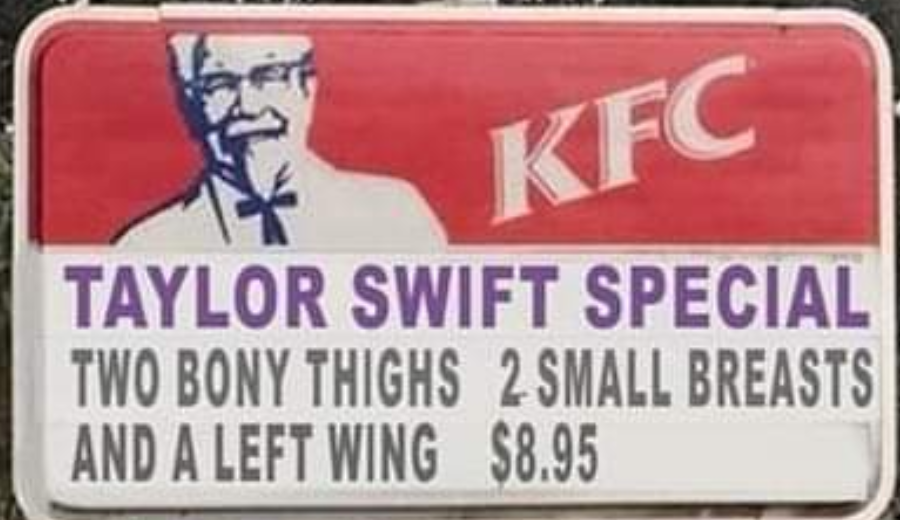 KFC
TAYLOR SWIFT SPECIAL
TWO BONY THIGHS 2 SMALL BREASTS
AND A LEFT WING $8.95